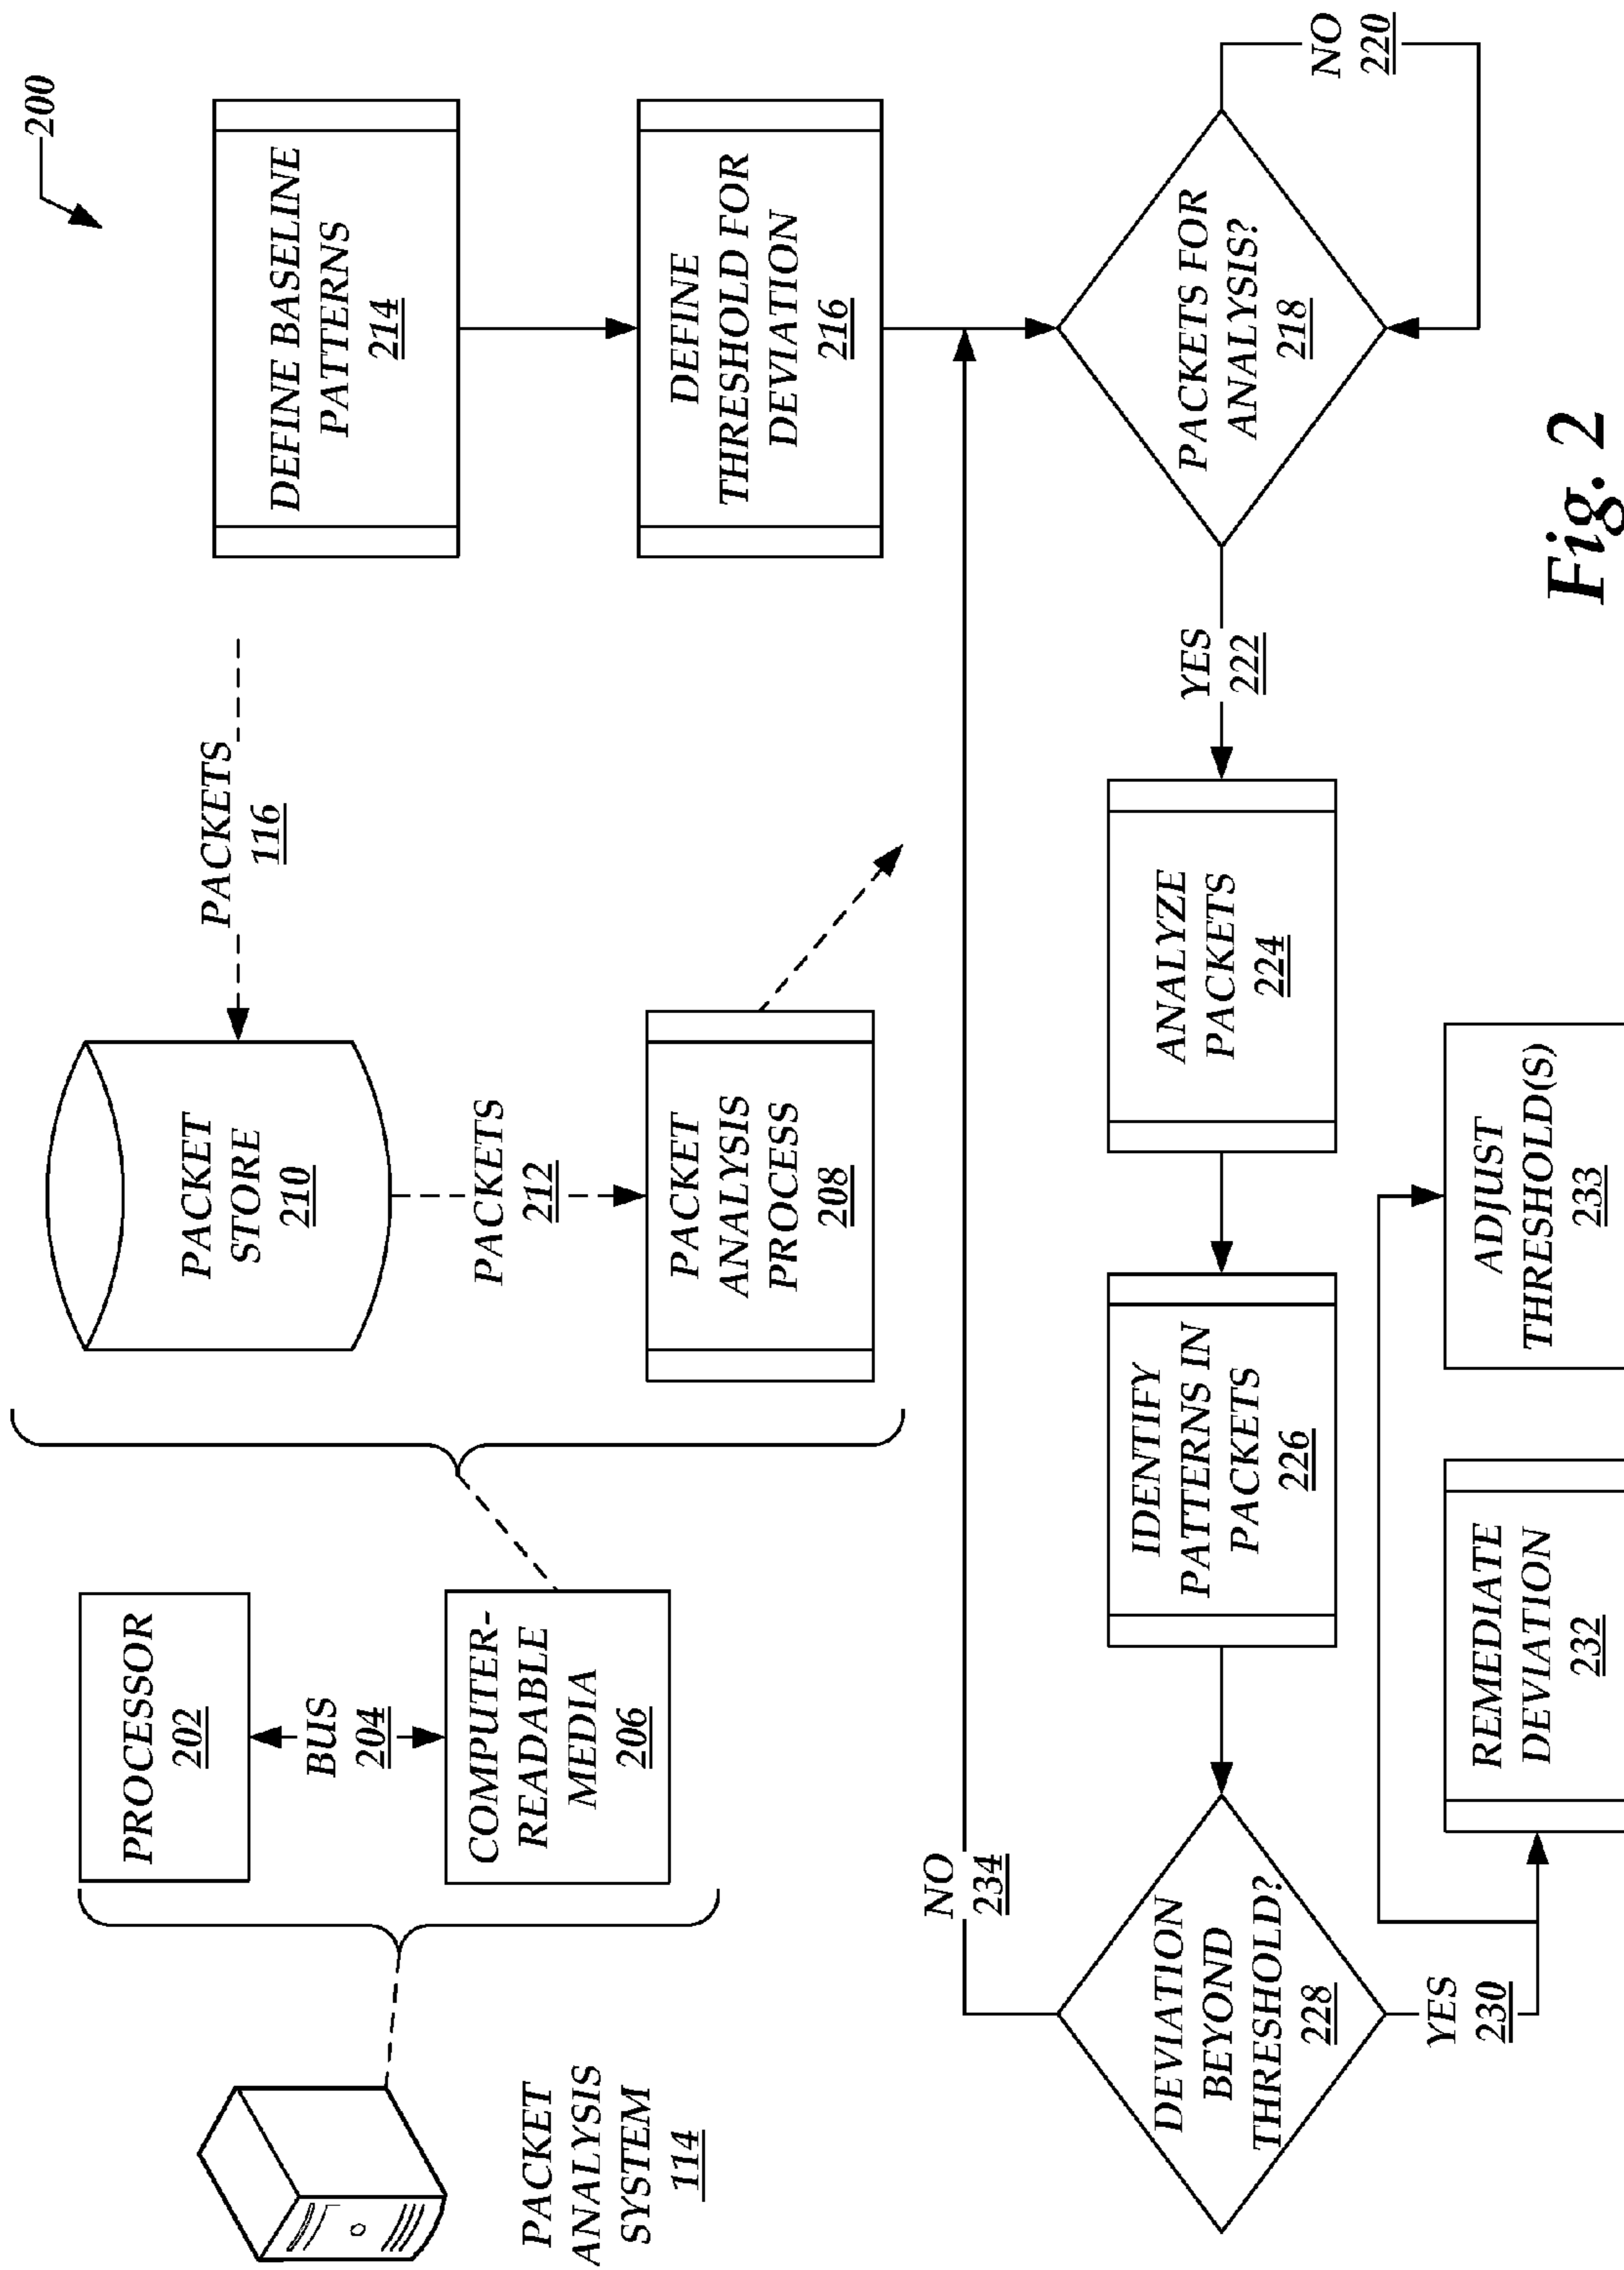 200
PROCESSOR
202
BUS
204
COMPUTER-
READABLE
MEDIA
206
PACKET
ANALYSIS
SYSTEM
114
PACKET
STORE
210
PACKETS
116
PACKETS
212
PACKET
ANALYSIS
PROCESS
208
DEFINE BASELINE
PATTERNS
214
DEFINE
THRESHOLD FOR
DEVIATION
216
PACKETS FOR
ANALYSIS?
218
NO
220
YES
222
ANALYZE
PACKETS
224
IDENTIFY
PATTERNS IN
PACKETS
226
DEVIATION
BEYOND
THRESHOLD?
228
NO
234
YES
230
REMEDIATE
DEVIATION
232
ADJUST
THRESHOLD(S)
233
Fig. 2